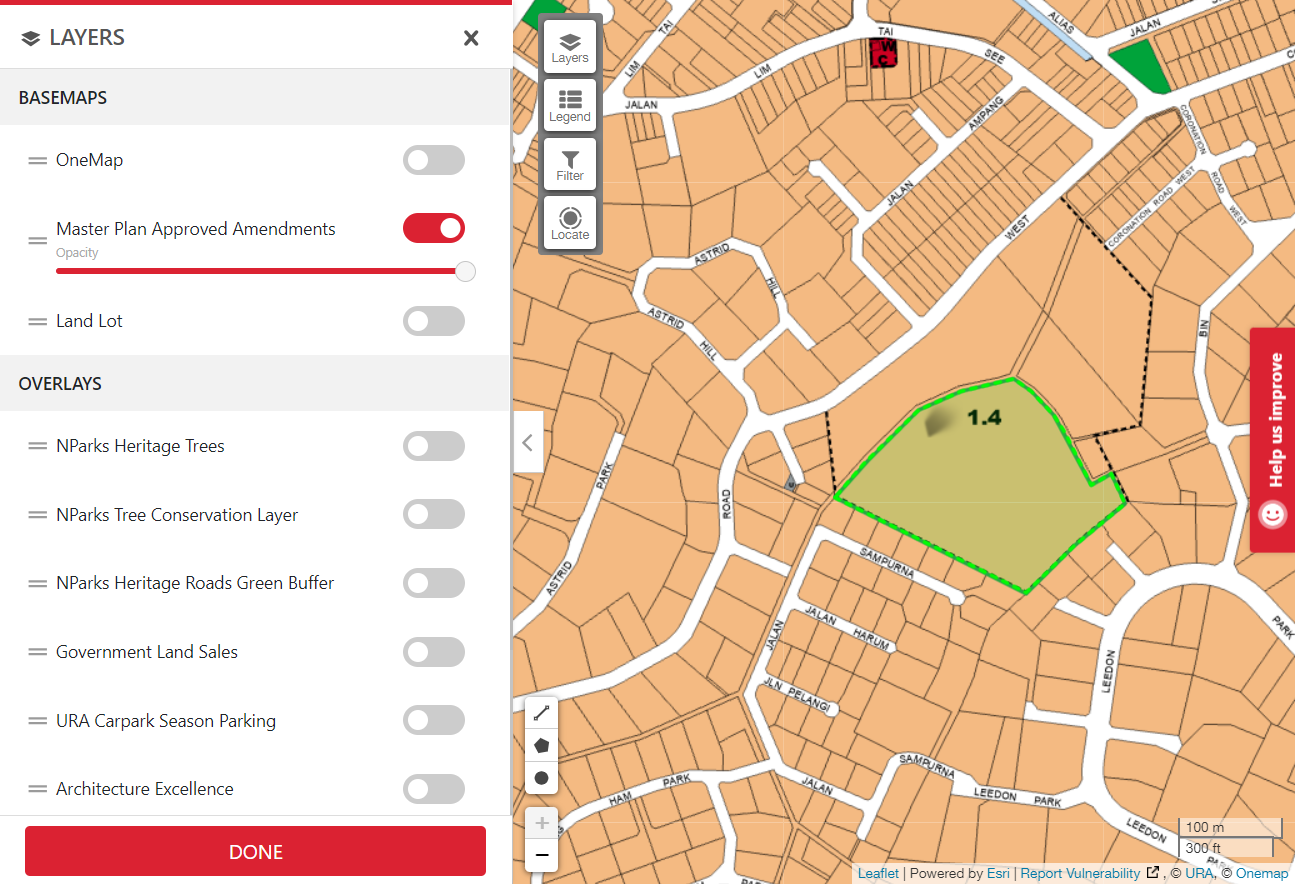 LAYERS
BASEMAPS
OneMap
Master Plan Approved Amendments
Opacity
Land Lot
OVERLAYS
NParks Heritage Trees
NParks Tree Conservation Layer
NParks Heritage Roads Green Buffer
Government Land Sales
URA Carpark Season Parking
Architecture Excellence
DONE
Layers
Legend
Filter
Locate
TAI
LIM
JALAN
LIM
TAI
SEE
W
C
ALIAS
JALAN
AMPANG
JALAN
WEST
CORONATION
ROAD
WEST
CORONATION ROAD WEST
BIN
ASTRID
HILL
ASTRID
HILL
1.4
Help us improve
PARK
ASTRID
ROAD
SAMPURNA
JALAN
HARUM
JALAN
JLN PELANGI
SAMPURNA
JALAN
HAM
PARK
LEEDON
PARK
LEEDON
PARK
LEEDON
PARK
100 m
300 ft
Leaflet | Powered by Esri | Report Vulnerability , © URA, © Onemap